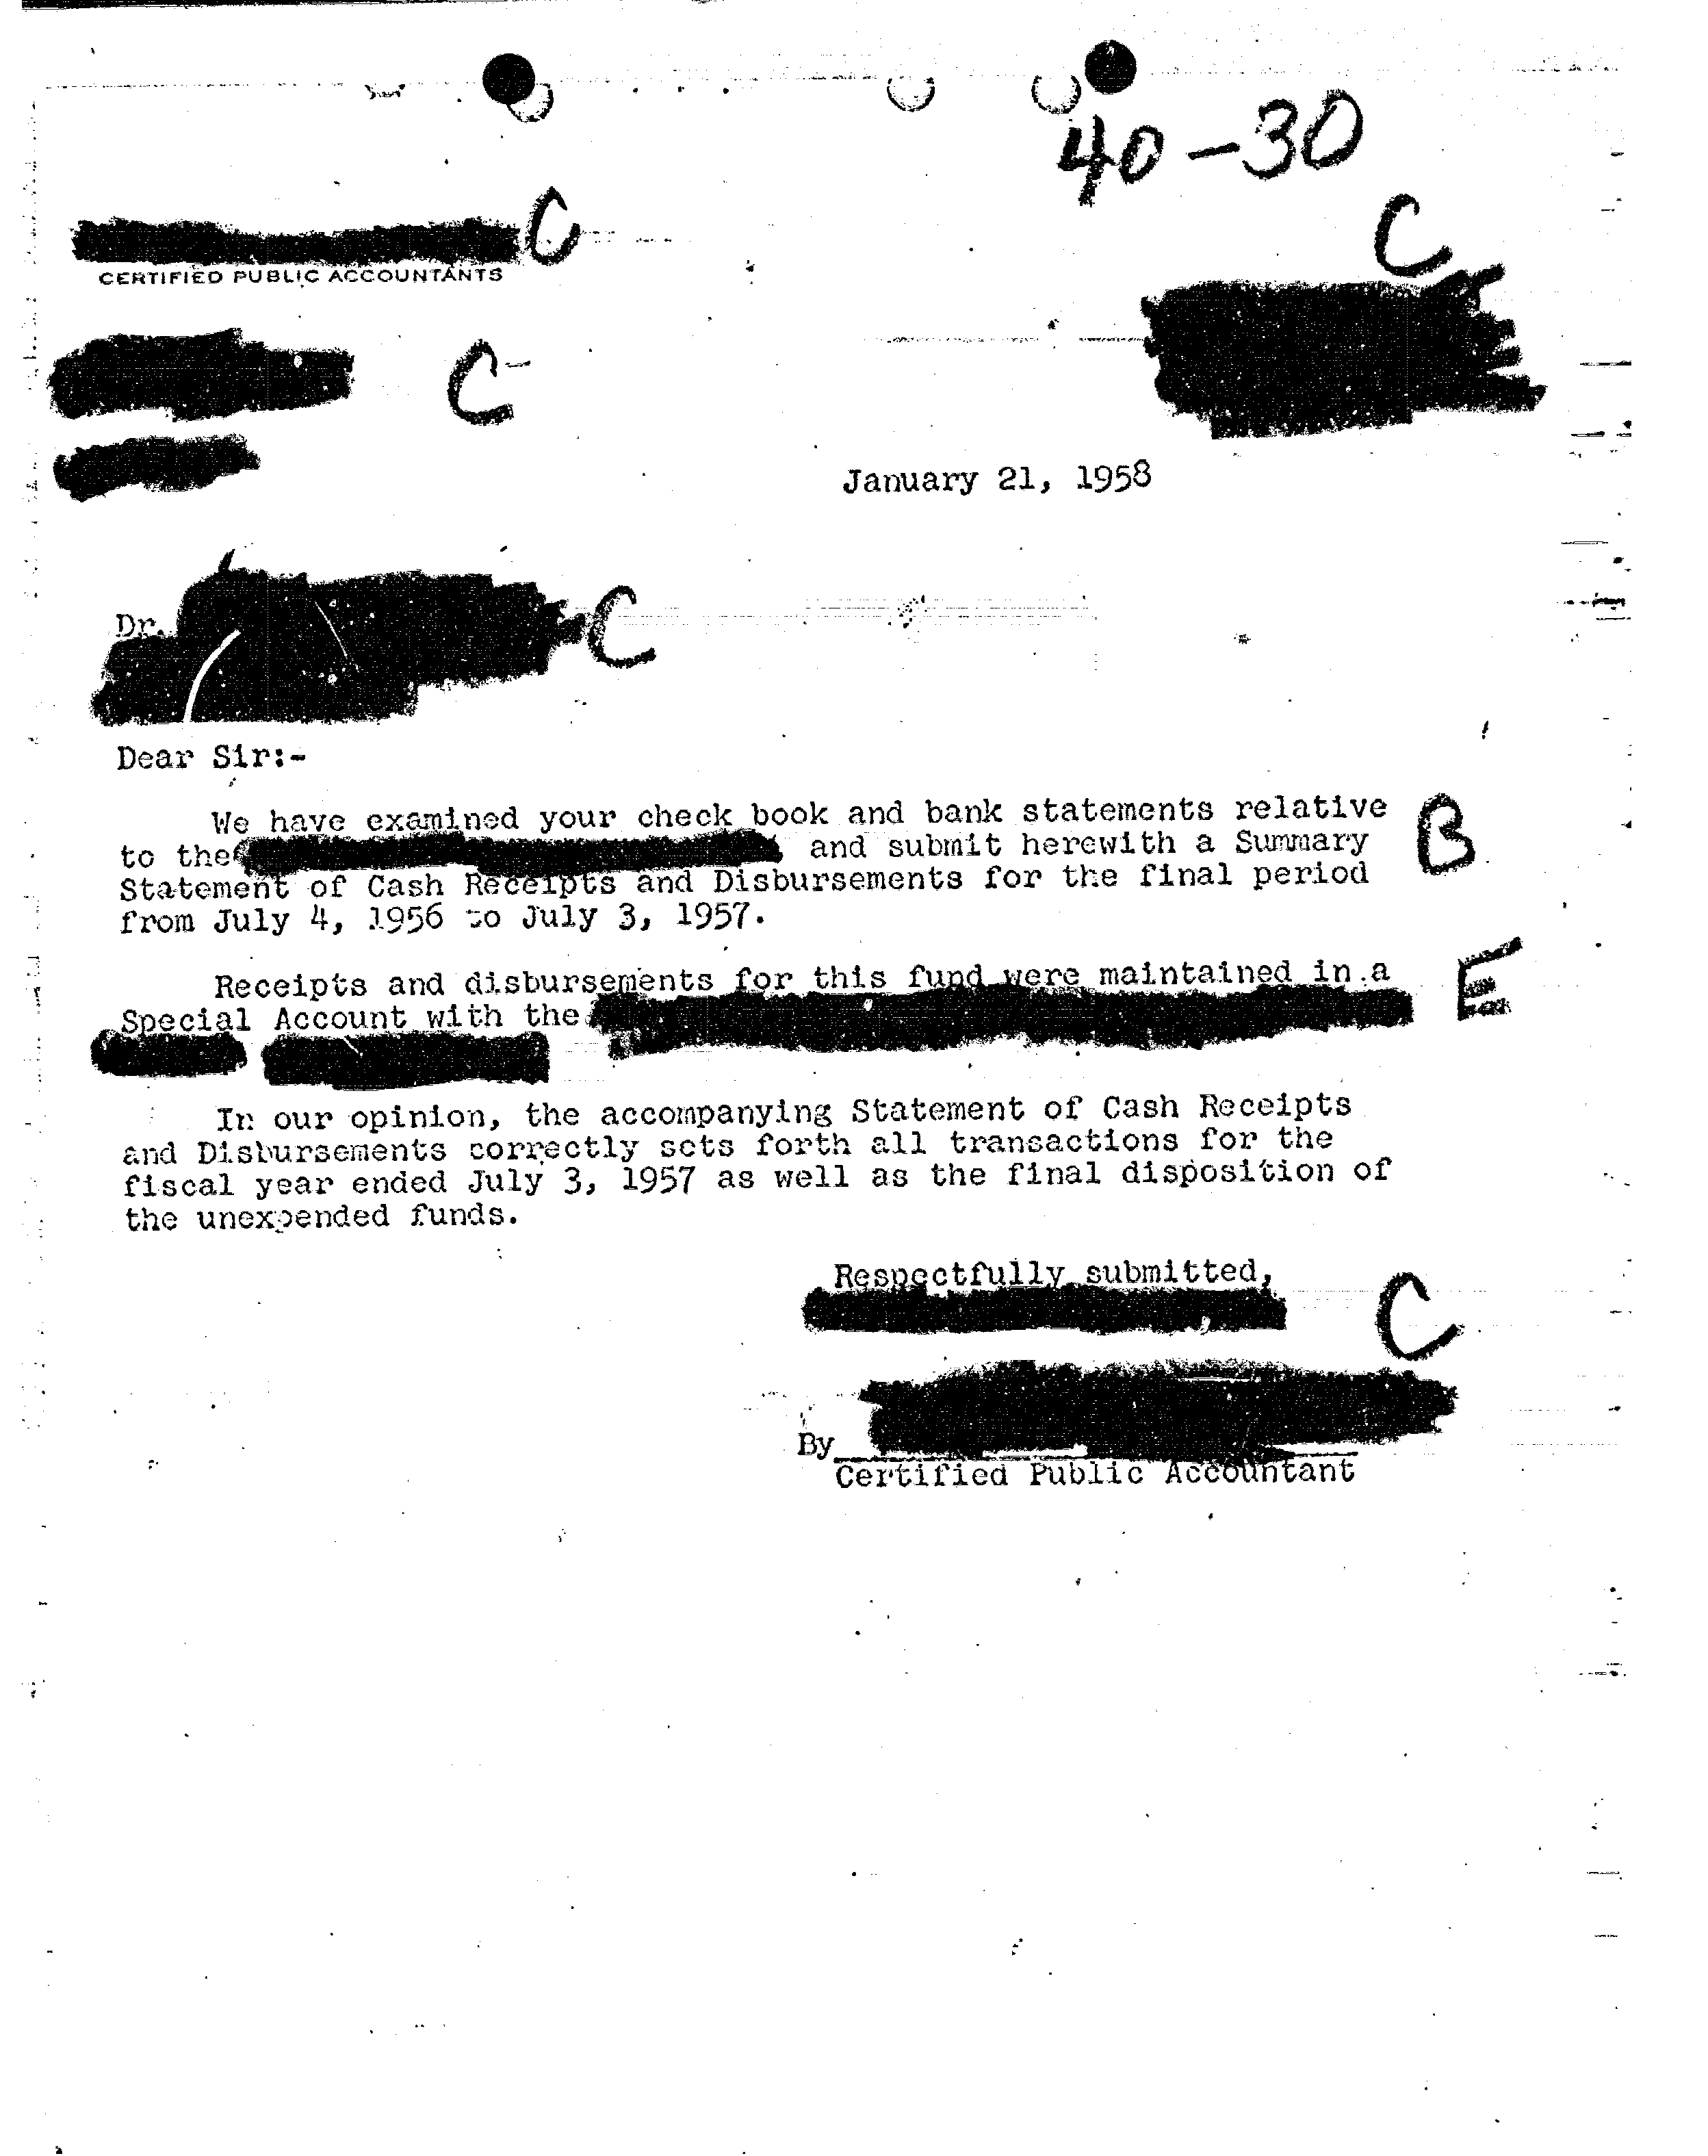 40-30
C
C
CERTIFIED PUBLIC ACCOUNTANTS
C
January 21, 1958
Dr.
C
Dear Sir:-
We have examined your check book and bank statements relative
B
to the and submit herewith a Summary
Statement of Cash Receipts and Disbursements for the final period
from July 4, 1956 to July 3, 1957.
Receipts and disbursements for this fund were maintained in a
E
Special Account with the
In our opinion, the accompanying Statement of Cash Receipts
and Disbursements correctly sets forth all transactions for the
fiscal year ended July 3, 1957 as well as the final disposition of
the unexpended funds.
Respectfully submitted,
C
By
Certified Public Accountant